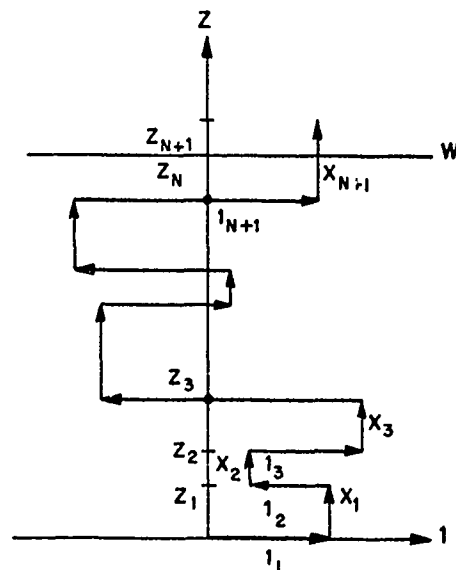 Z
Z_{N+1}
W
Z_N
X_{N+1}
1_{N+1}
Z_3
X_3
Z_2 X_2 1_3
Z_1 1_2 X_1
1
1_1